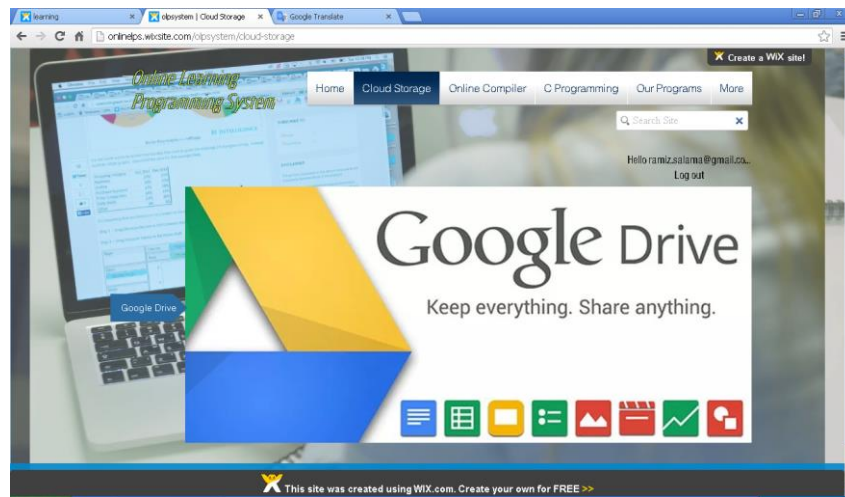 learning
olpsystem | Cloud Storage
Google Translate
onlinelps.wixsite.com/olpsystem/cloud-storage
Create a WiX site!
Online Learning
Programming System
Home Cloud Storage Online Compiler C Programming Our Programs More
Search Site
Hello ramiz.salama@gmail.co...
Log out
Google Drive
Keep everything. Share anything.
Google Drive
This site was created using WIX.com. Create your own for FREE >>